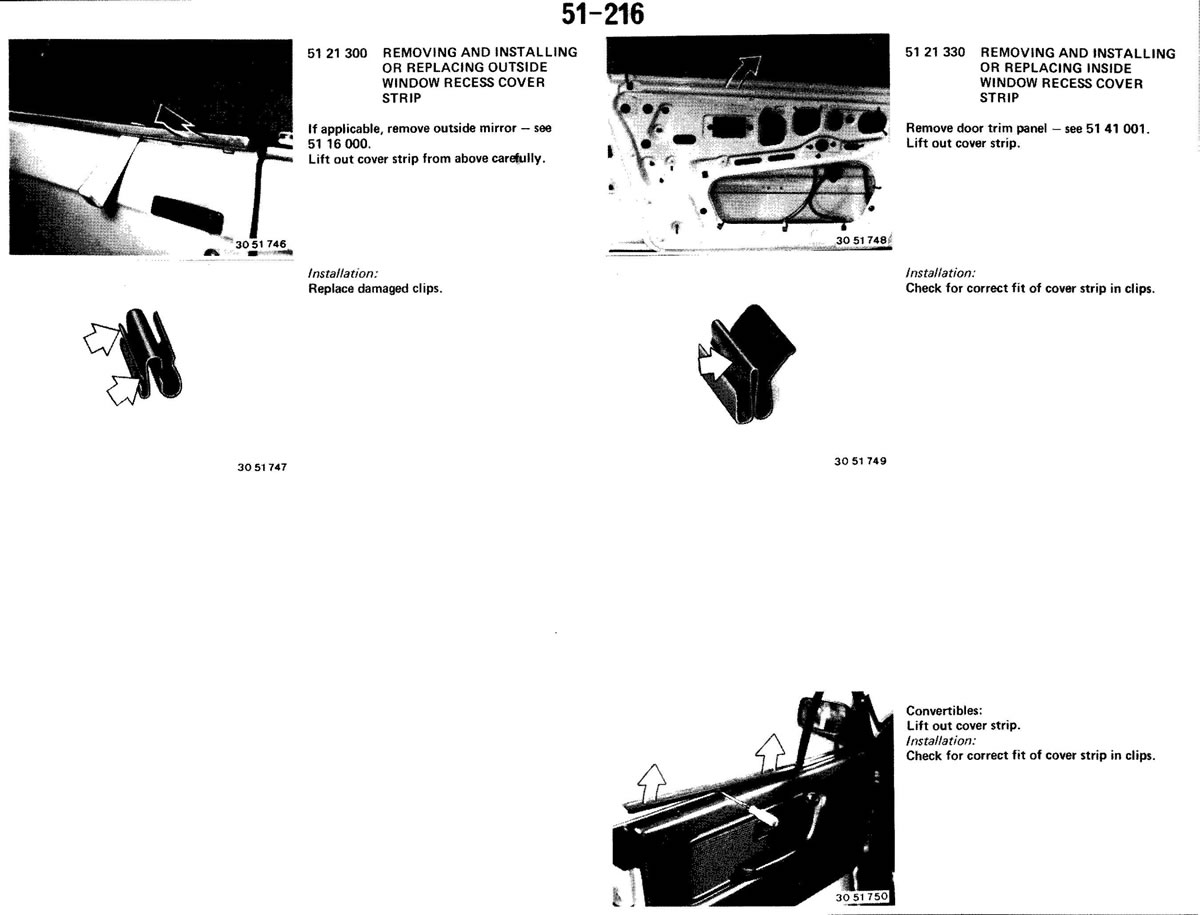 51-216
51 21 300 REMOVING AND INSTALLING
OR REPLACING OUTSIDE
WINDOW RECESS COVER
STRIP
If applicable, remove outside mirror – see
51 16 000.
Lift out cover strip from above carefully.
30 51 746
Installation:
Replace damaged clips.
30 51 747
51 21 330 REMOVING AND INSTALLING
OR REPLACING INSIDE
WINDOW RECESS COVER
STRIP
Remove door trim panel – see 51 41 001.
Lift out cover strip.
30 51 748
Installation:
Check for correct fit of cover strip in clips.
30 51 749
Convertibles:
Lift out cover strip.
Installation:
Check for correct fit of cover strip in clips.
30 51 750